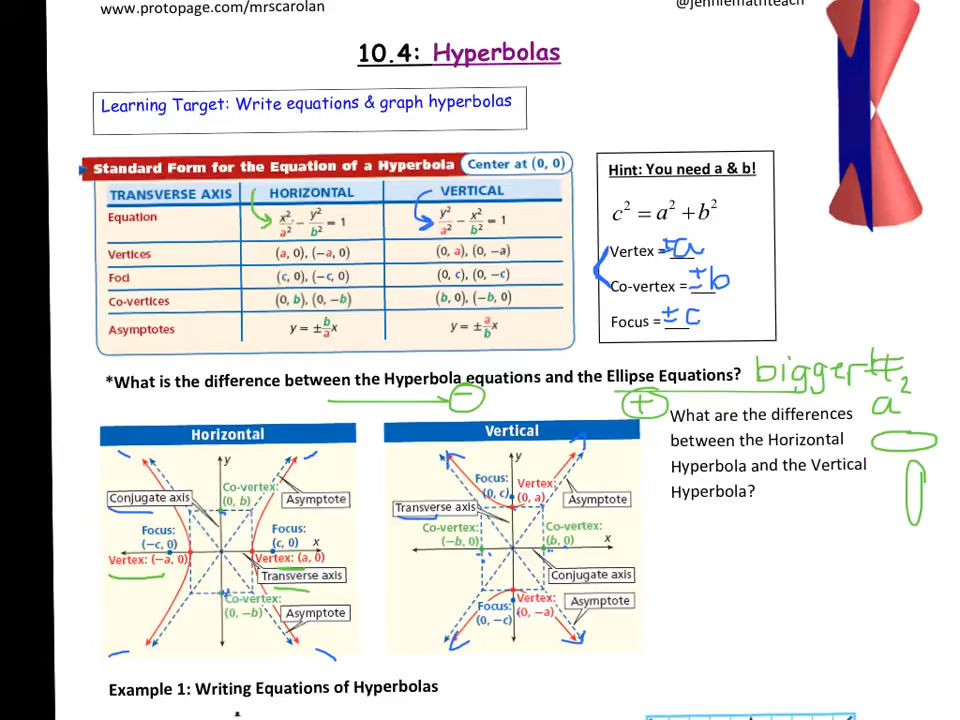 www.protopage.com/mrscarolan
@jenniemathteach
10.4: Hyperbolas
Learning Target: Write equations & graph hyperbolas
Standard Form for the Equation of a Hyperbola Center at (0, 0)
TRANSVERSE AXIS HORIZONTAL VERTICAL
Equation x²/a² - y²/b² = 1 y²/a² - x²/b² = 1
Vertices (a, 0), (−a, 0) (0, a), (0, −a)
Foci (c, 0), (−c, 0) (0, c), (0, −c)
Co-vertices (0, b), (0, −b) (b, 0), (−b, 0)
Asymptotes y = ± b/a x y = ± a/b x
Hint: You need a & b!
c² = a² + b²
Vertex = ±a
Co-vertex = ±b
Focus = ±c
*What is the difference between the Hyperbola equations and the Ellipse Equations? bigger #
−
+
a²
What are the differences
between the Horizontal
Hyperbola and the Vertical
Hyperbola?
Horizontal
y
Co-vertex:
(0, b)
Conjugate axis
Asymptote
Focus:
(−c, 0)
Focus:
(c, 0)
x
Vertex: (−a, 0)
Vertex: (a, 0)
Transverse axis
Co-vertex:
(0, −b)
Asymptote
Vertical
y
Focus:
(0, c)
Vertex:
(0, a)
Asymptote
Transverse axis
Co-vertex:
(−b, 0)
Co-vertex:
(b, 0)
x
Conjugate axis
Focus:
(0, −c)
Vertex:
(0, −a)
Asymptote
Example 1: Writing Equations of Hyperbolas